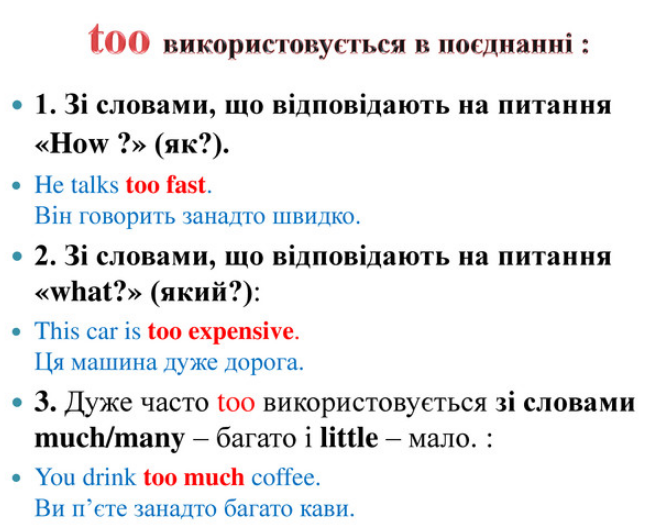 too використовується в поєднанні :
• 1. Зі словами, що відповідають на питання
«How ?» (як?).
• He talks too fast.
Він говорить занадто швидко.
• 2. Зі словами, що відповідають на питання
«what?» (який?):
• This car is too expensive.
Ця машина дуже дорога.
• 3. Дуже часто too використовується зі словами
much/many – багато і little – мало. :
• You drink too much coffee.
Ви п’єте занадто багато кави.